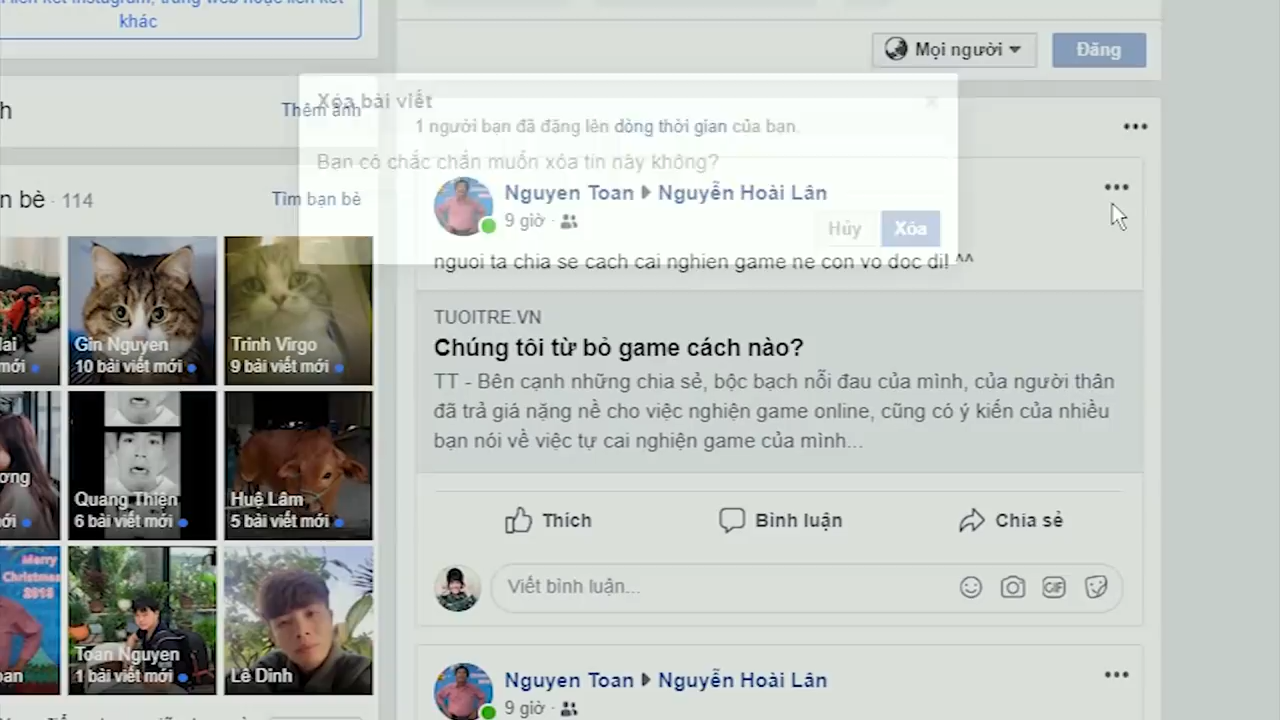 khác
Thêm ảnh
n bè · 114
Tìm bạn bè
Gin Nguyen
10 bài viết mới
Trinh Virgo
9 bài viết mới
Quang Thiện
6 bài viết mới
Huệ Lâm
5 bài viết mới
Merry
Christmas
2018
Toan Nguyen
1 bài viết mới
Lê Dinh
Mọi người
Đăng
Xóa bài viết
1 người bạn đã đăng lên dòng thời gian của bạn.
Bạn có chắc chắn muốn xóa tin này không?
Nguyen Toan Nguyễn Hoài Lân
9 giờ ·
Hủy Xóa
nguoi ta chia se cach cai nghien game ne con vo doc di! ^^
TUOITRE.VN
Chúng tôi từ bỏ game cách nào?
TT - Bên cạnh những chia sẻ, bộc bạch nỗi đau của mình, của người thân
đã trả giá nặng nề cho việc nghiện game online, cũng có ý kiến của nhiều
bạn nói về việc tự cai nghiện game của mình...
Thích Bình luận Chia sẻ
Viết bình luận...
GIF
Nguyen Toan Nguyễn Hoài Lân
9 giờ ·